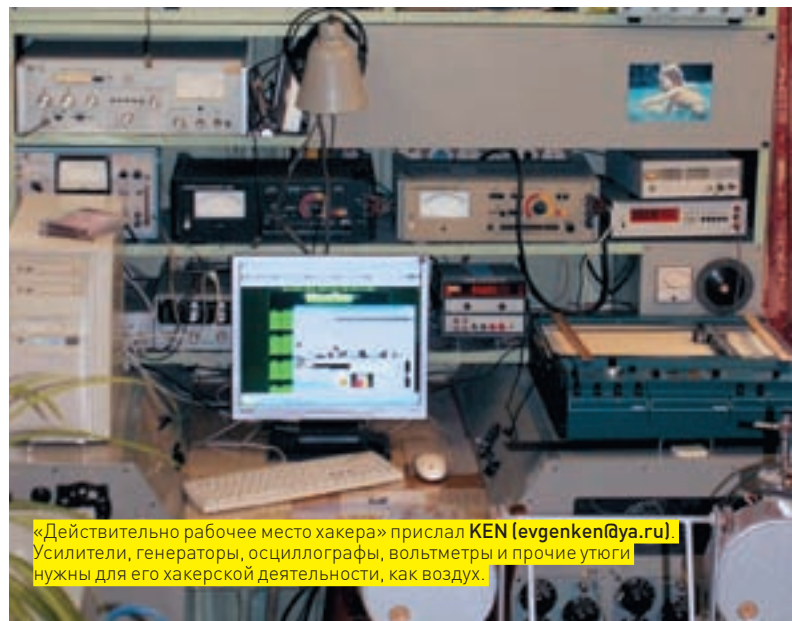 «Действительно рабочее место хакера» прислал KEN (evgenken@ya.ru).
Усилители, генераторы, осциллографы, вольтметры и прочие утюги
нужны для его хакерской деятельности, как воздух.